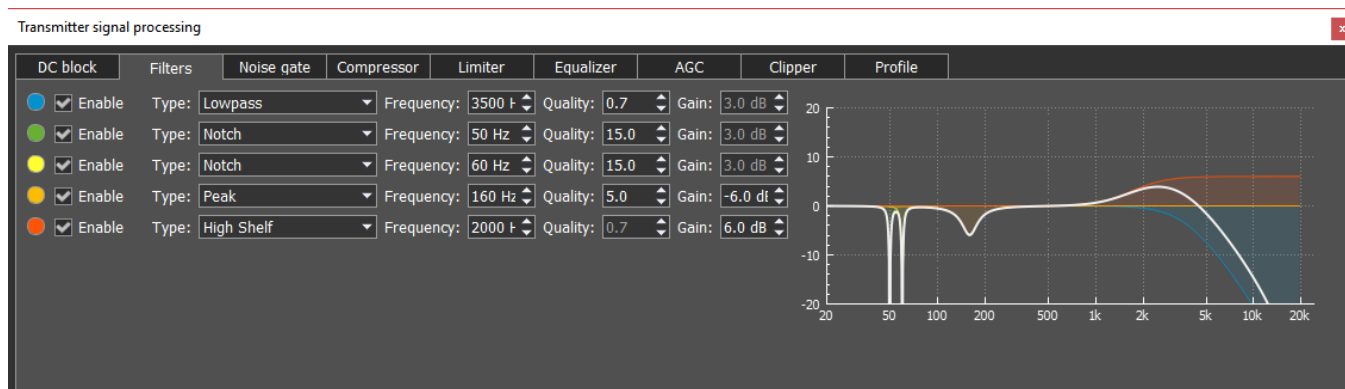 Transmitter signal processing x
DC block Filters Noise gate Compressor Limiter Equalizer AGC Clipper Profile
Enable Type: Lowpass Frequency: 3500 H Quality: 0.7 Gain: 3.0 dB
Enable Type: Notch Frequency: 50 Hz Quality: 15.0 Gain: 3.0 dB
Enable Type: Notch Frequency: 60 Hz Quality: 15.0 Gain: 3.0 dB
Enable Type: Peak Frequency: 160 Hz Quality: 5.0 Gain: -6.0 dB
Enable Type: High Shelf Frequency: 2000 H Quality: 0.7 Gain: 6.0 dB
20
10
0
-10
-20
20 50 100 200 500 1k 2k 5k 10k 20k